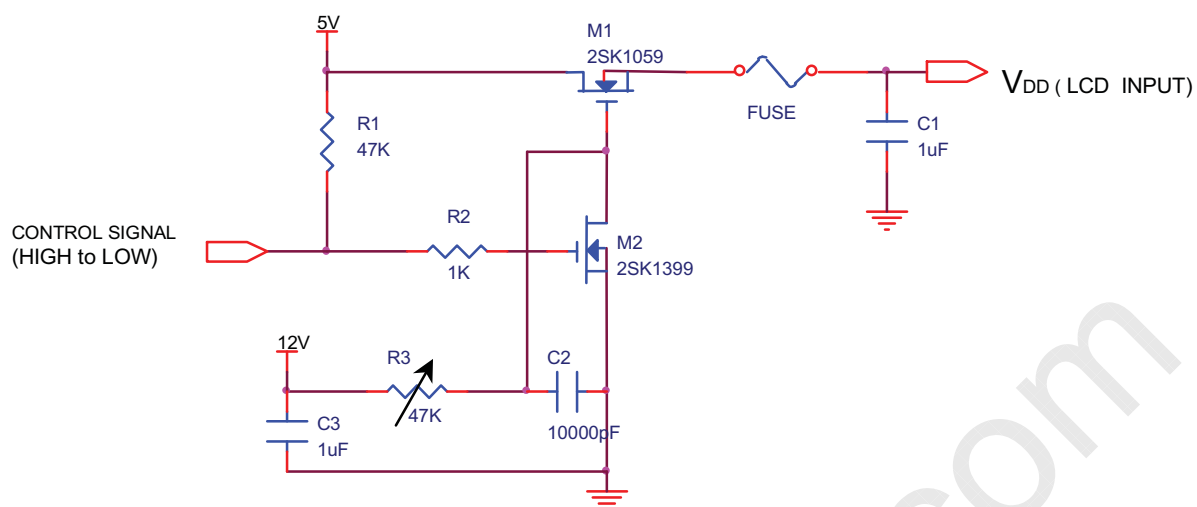 5V
M1
2SK1059
VDD ( LCD INPUT)
FUSE
R1
47K
C1
1uF
CONTROL SIGNAL
(HIGH to LOW)
R2
1K
M2
2SK1399
12V
R3
47K
C2
10000pF
C3
1uF
com